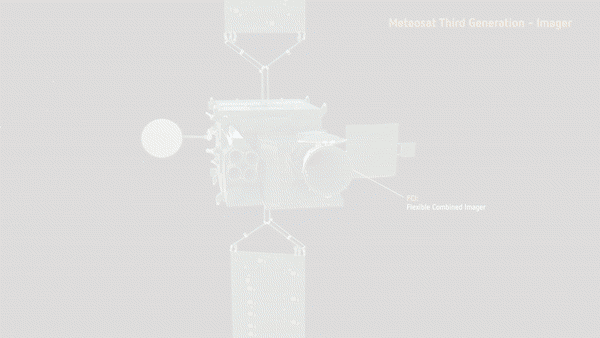 Meteosat Third Generation - Imager
FCI:
Flexible Combined Imager